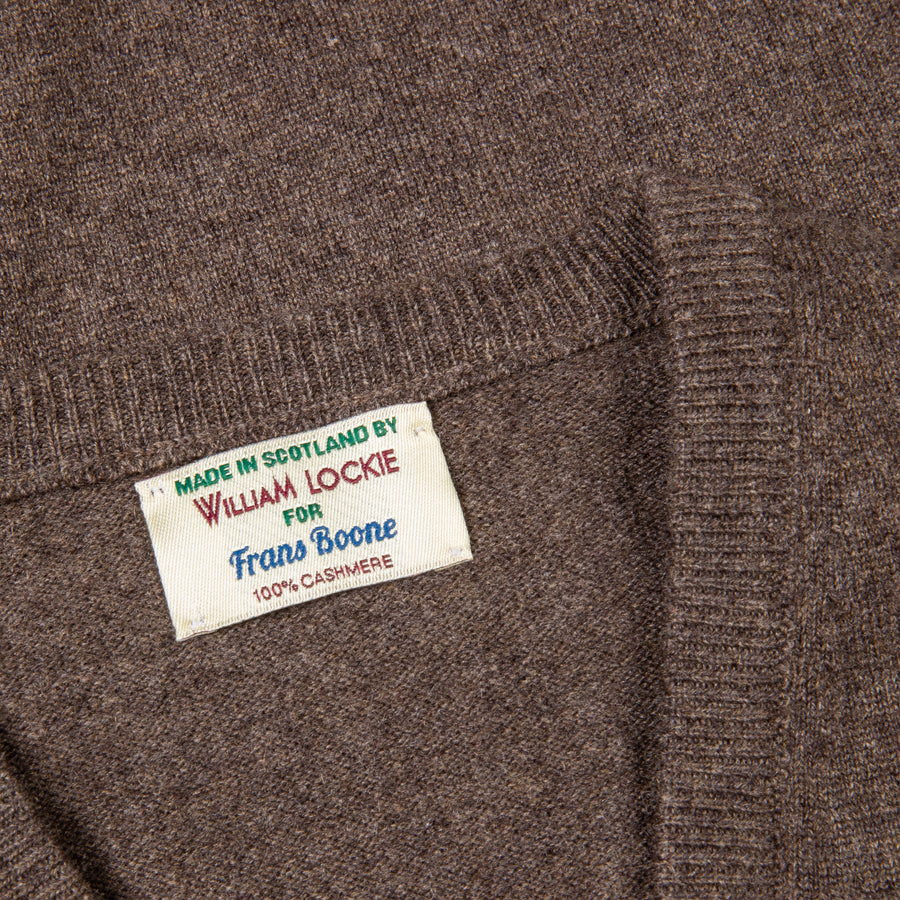 MADE IN SCOTLAND BY
WILLIAM LOCKIE
FOR
Frans Boone
100% CASHMERE